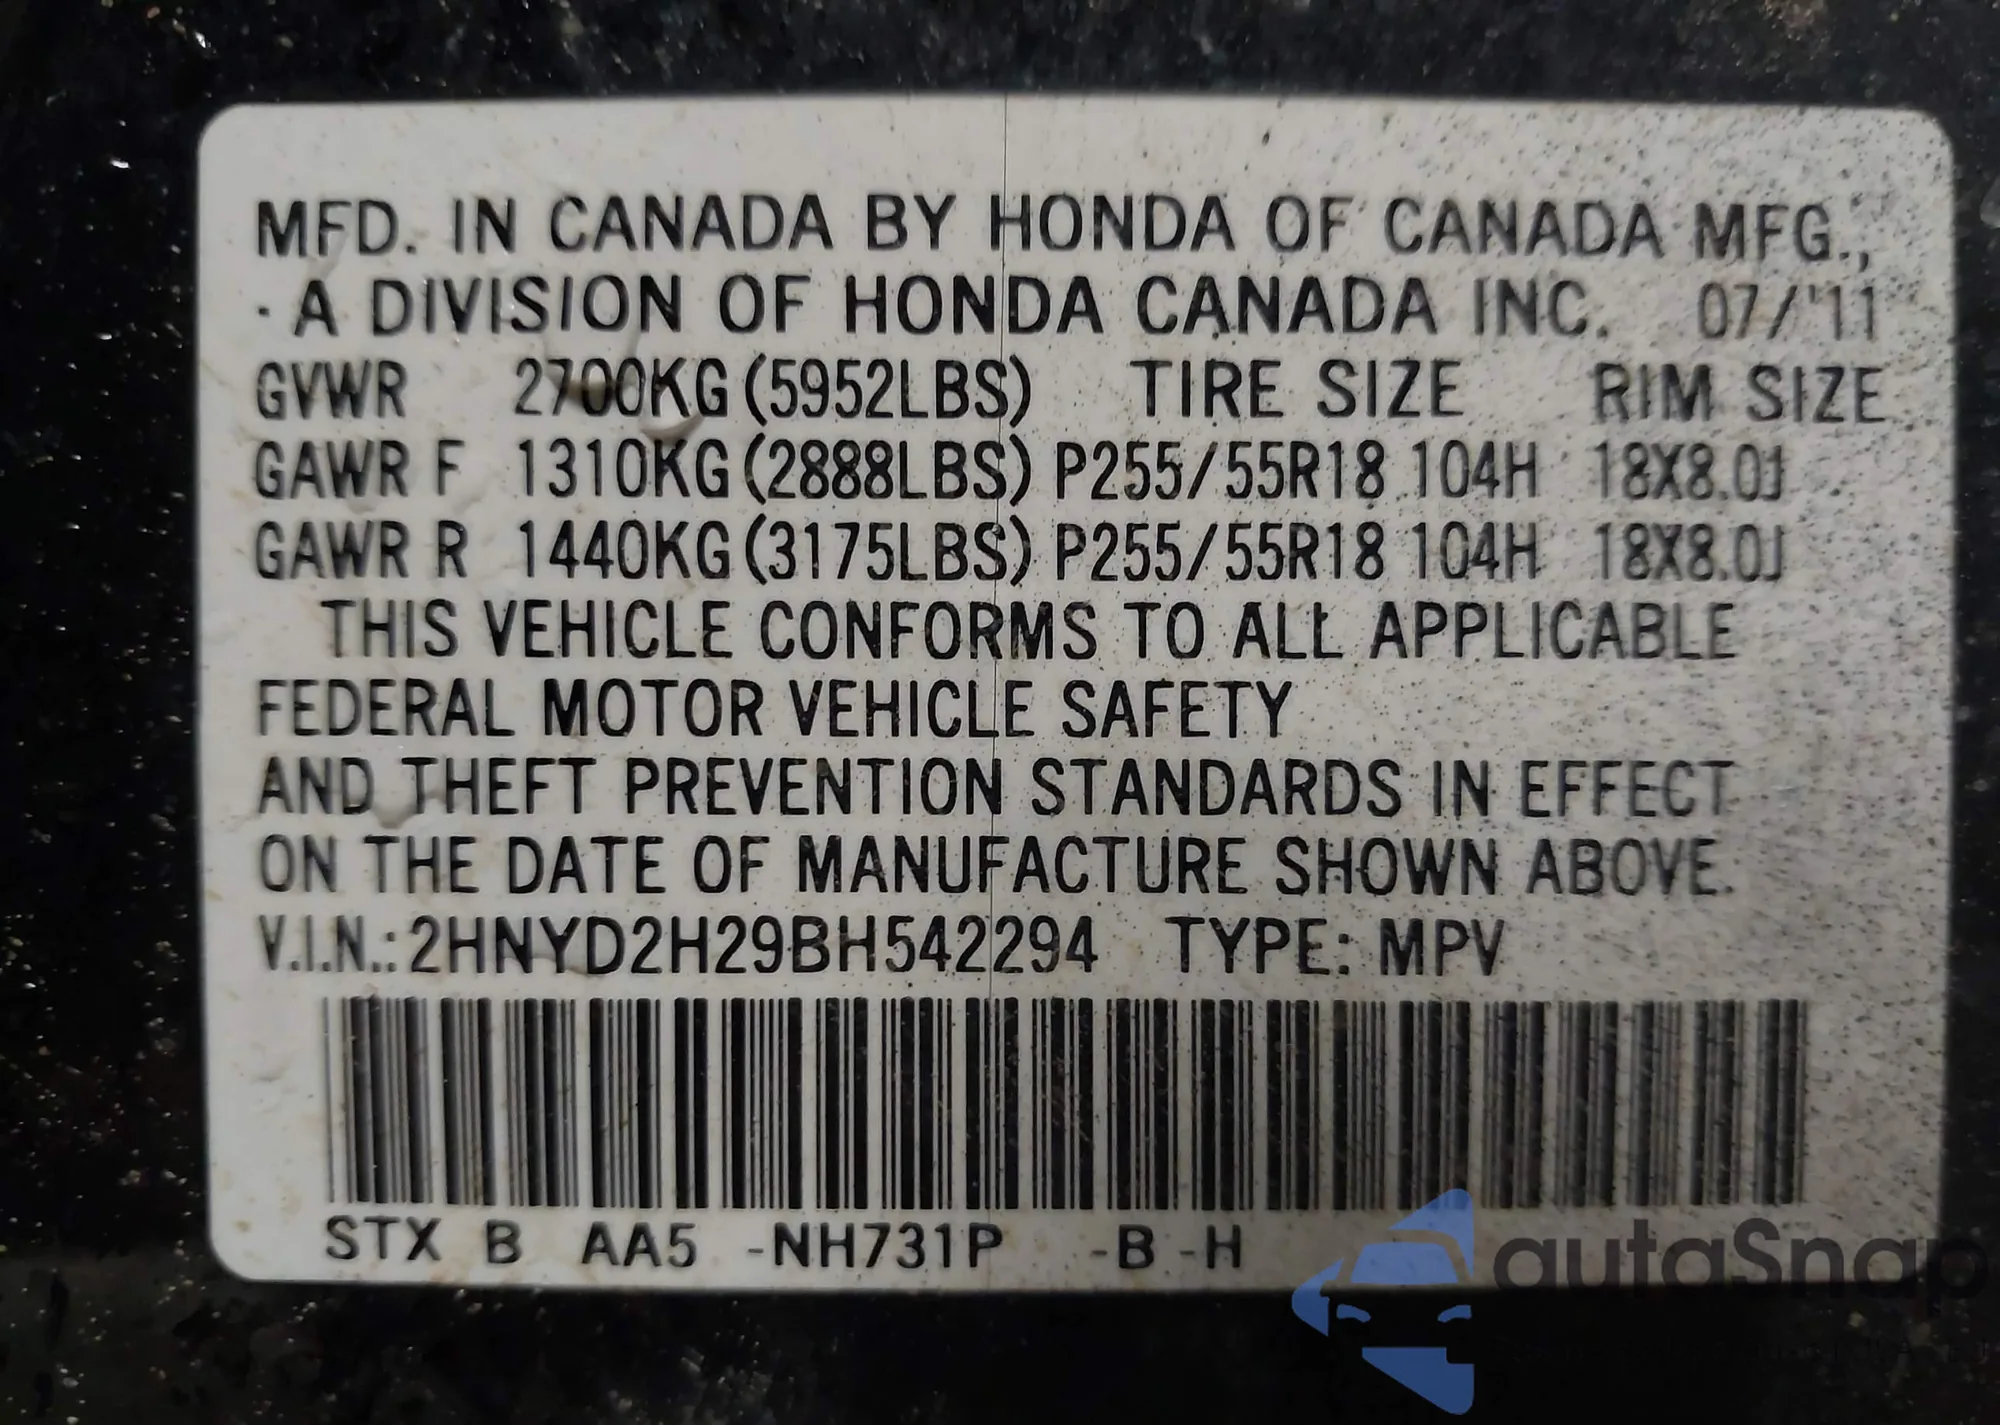 MFD. IN CANADA BY HONDA OF CANADA MFG.,
A DIVISION OF HONDA CANADA INC. 07/'11
GVWR 2700KG (5952LBS) TIRE SIZE RIM SIZE
GAWR F 1310KG (2888LBS) P255/55R18 104H 18X8.0J
GAWR R 1440KG (3175LBS) P255/55R18 104H 18X8.0J
THIS VEHICLE CONFORMS TO ALL APPLICABLE
FEDERAL MOTOR VEHICLE SAFETY
AND THEFT PREVENTION STANDARDS IN EFFECT
ON THE DATE OF MANUFACTURE SHOWN ABOVE.
V.I.N.: 2HNYD2H29BH542294 TYPE: MPV
STX B AA5 -NH731P -B -H
autaSnap